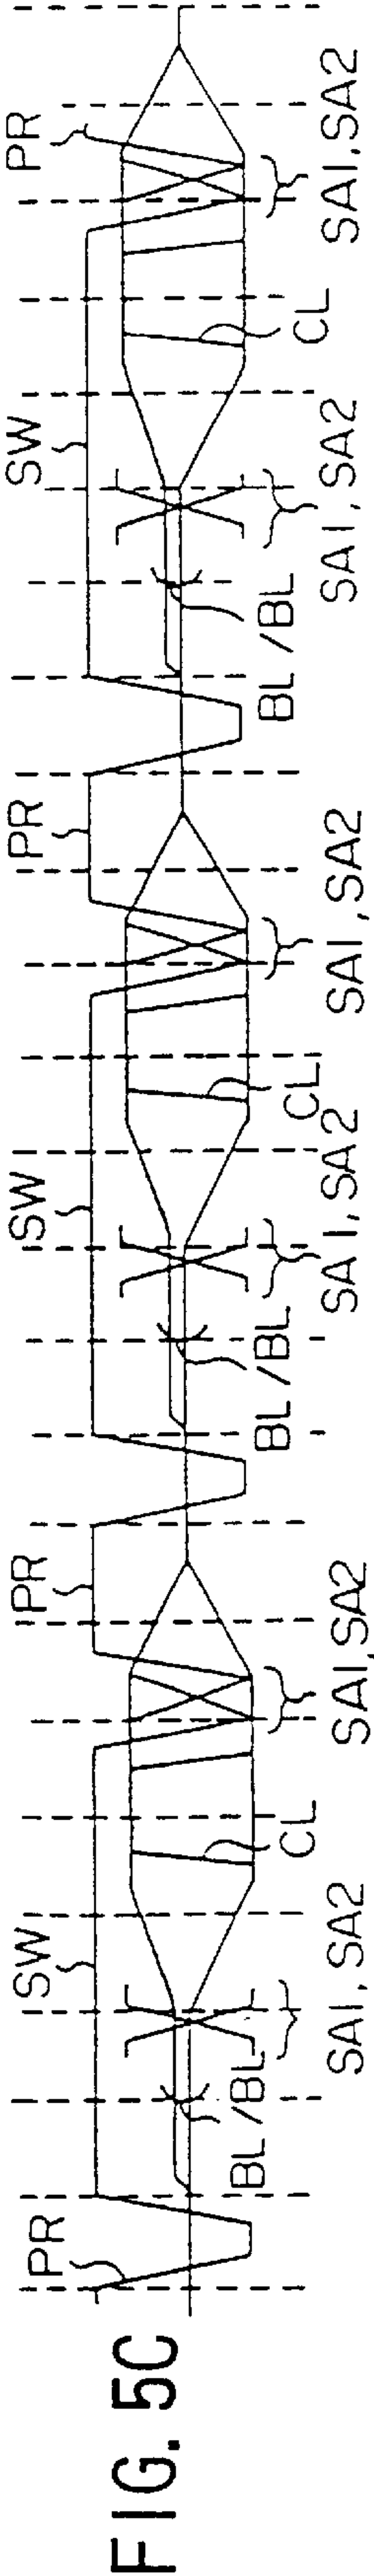 FIG. 5C
PR
SW
PR
SW
PR
SW
PR
BL /BL
SA1, SA2
CL
SA1, SA2
BL /BL
SA1, SA2
CL
SA1, SA2
BL /BL
SA1, SA2
CL
SA1, SA2